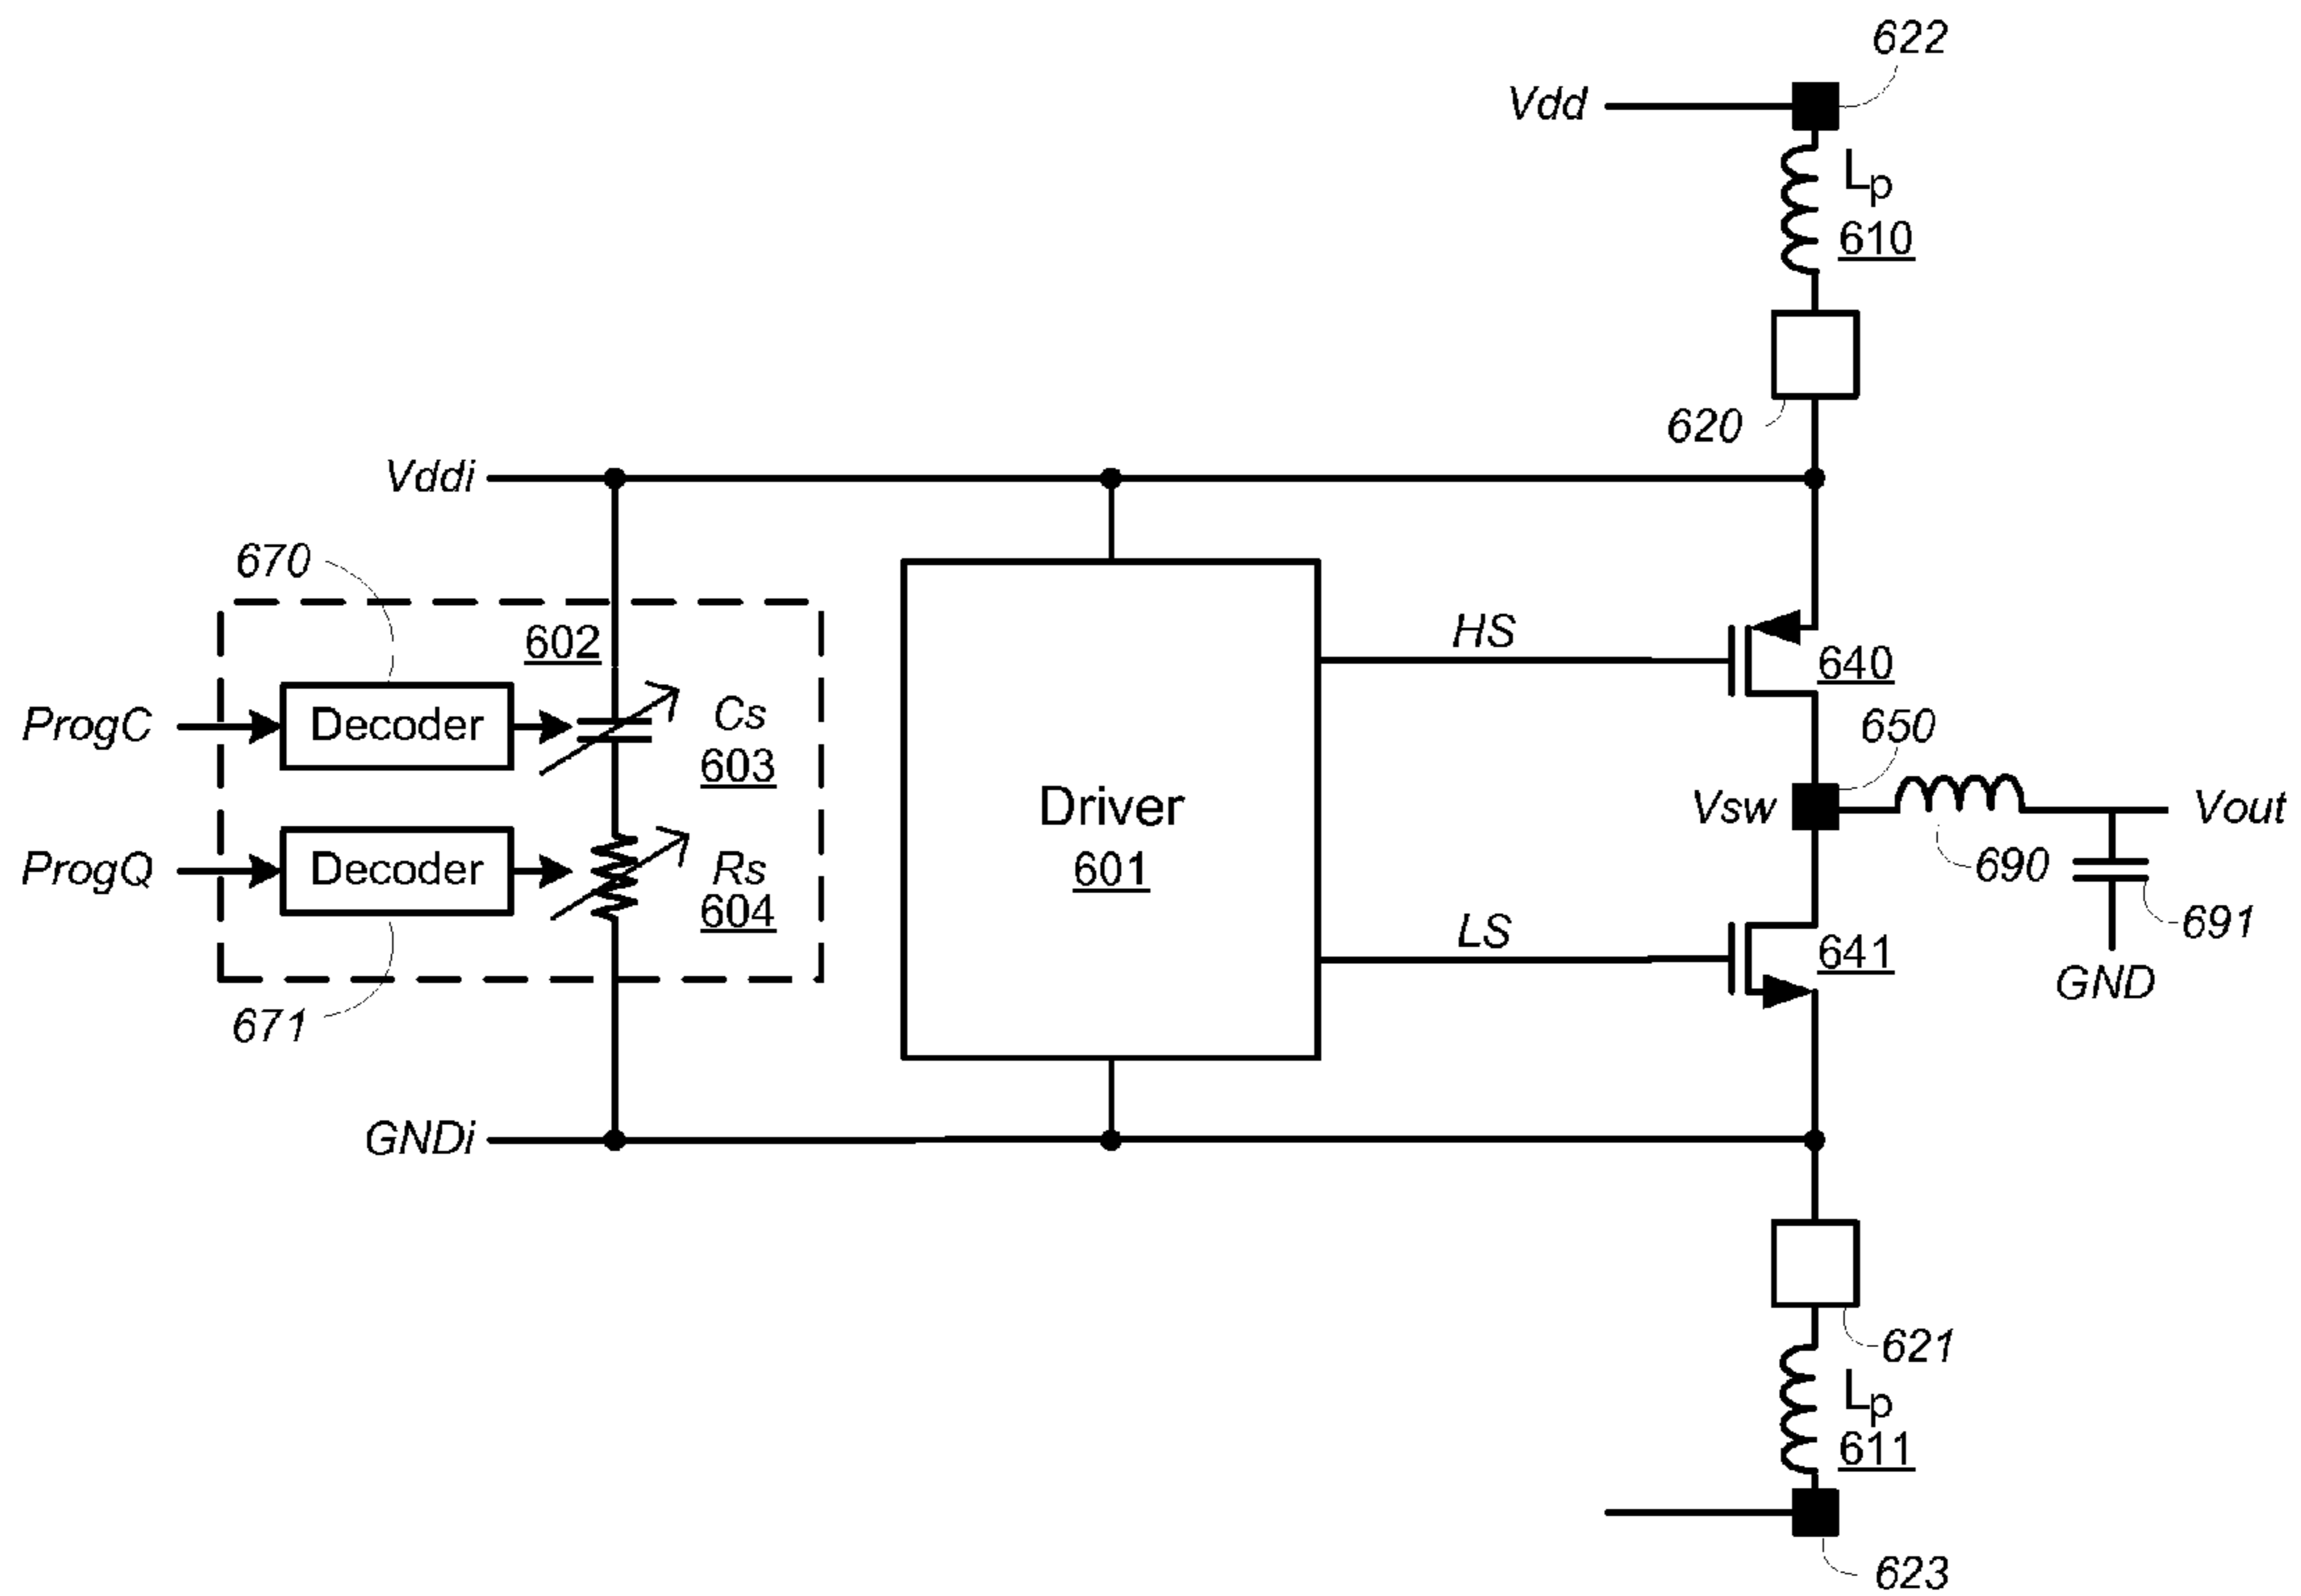 622
Vdd
Lp
610
620
Vddi
670
602
HS
640
ProgC
Decoder
Cs
603
650
Driver
601
Vsw
Vout
690
ProgQ
Decoder
Rs
604
691
LS
641
GND
671
GNDi
621
Lp
611
623